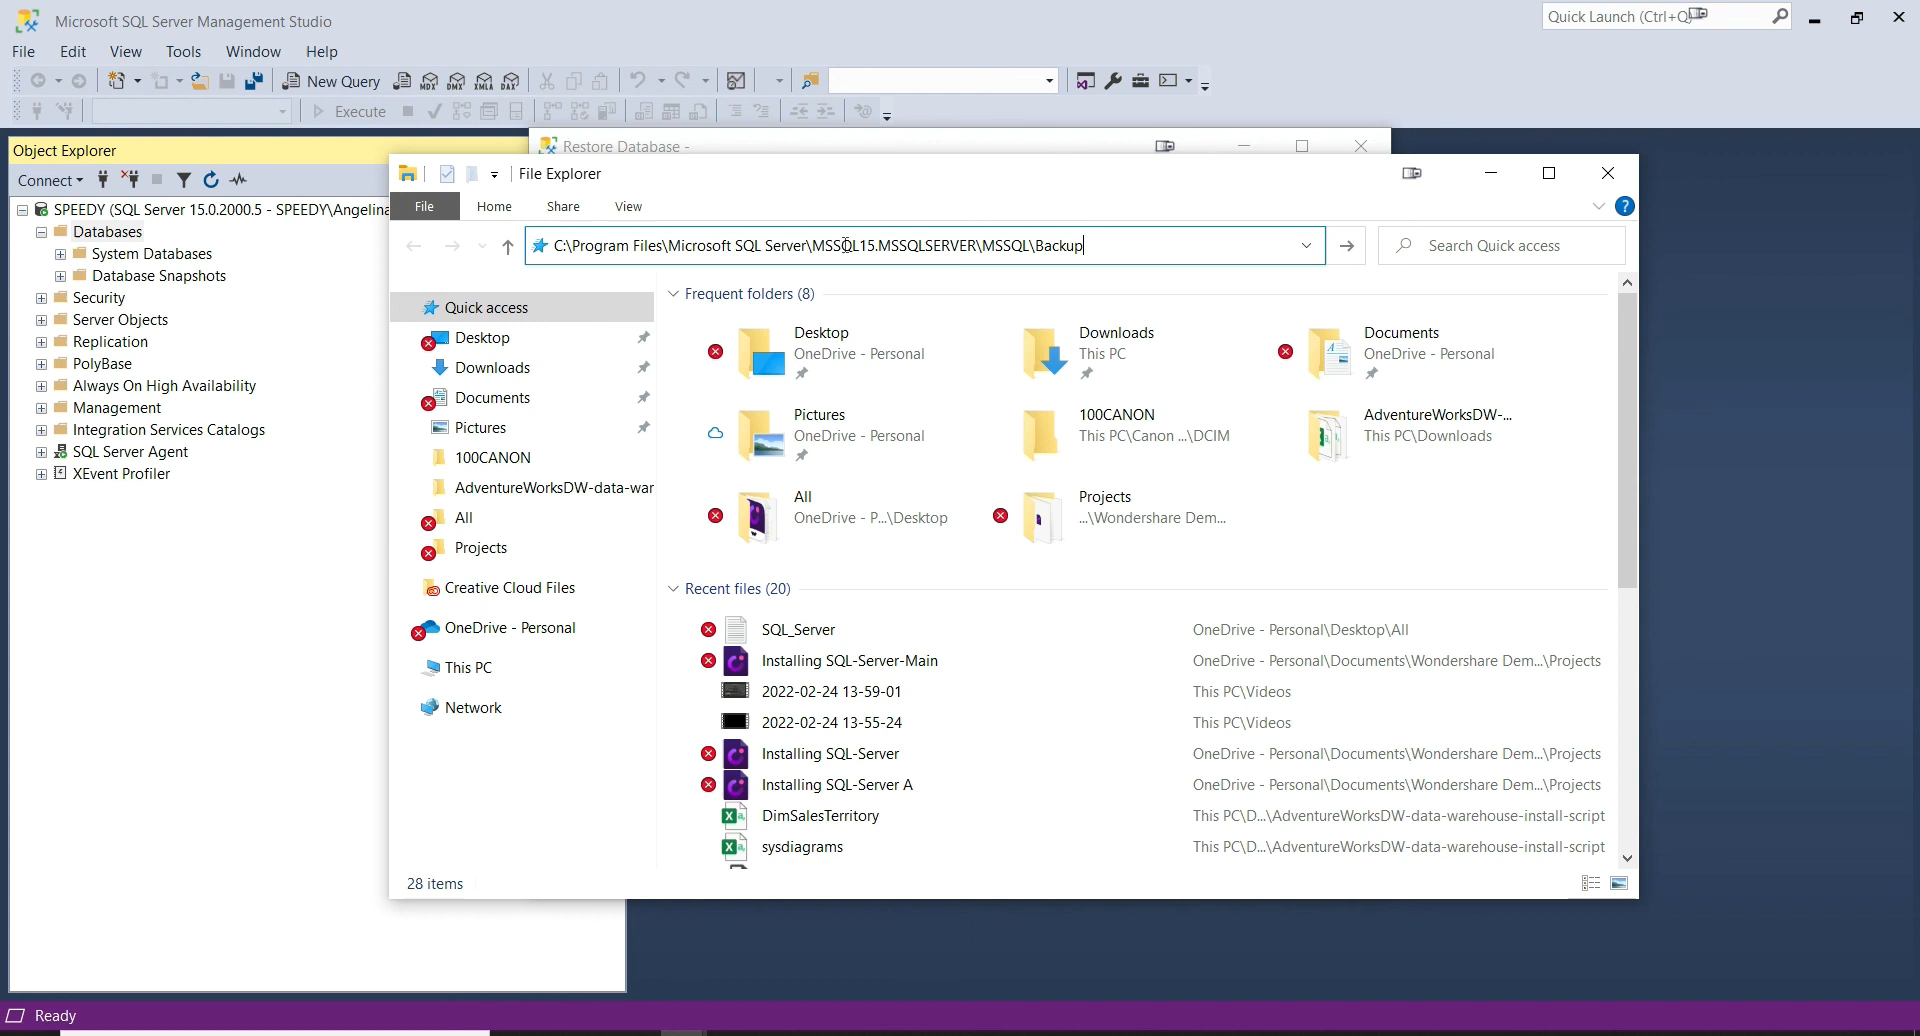 Microsoft SQL Server Management Studio
Quick Launch (Ctrl+Q)
File Edit View Tools Window Help
New Query MDX DMX XMLA DAX
Execute
Object Explorer
Restore Database -
Connect
File Explorer
SPEEDY (SQL Server 15.0.2000.5 - SPEEDY\Angelina
Databases
System Databases
Database Snapshots
Security
Server Objects
Replication
PolyBase
Always On High Availability
Management
Integration Services Catalogs
SQL Server Agent
XEvent Profiler
File Home Share View
C:\Program Files\Microsoft SQL Server\MSSQL15.MSSQLSERVER\MSSQL\Backup
Search Quick access
Quick access
Desktop
Downloads
Documents
Pictures
100CANON
AdventureWorksDW-data-war
All
Projects
Creative Cloud Files
OneDrive - Personal
This PC
Network
Frequent folders (8)
Desktop
OneDrive - Personal
Downloads
This PC
Documents
OneDrive - Personal
Pictures
OneDrive - Personal
100CANON
This PC\Canon ...\DCIM
AdventureWorksDW-...
This PC\Downloads
All
OneDrive - P...\Desktop
Projects
...\Wondershare Dem...
Recent files (20)
SQL_Server OneDrive - Personal\Desktop\All
Installing SQL-Server-Main OneDrive - Personal\Documents\Wondershare Dem...\Projects
2022-02-24 13-59-01 This PC\Videos
2022-02-24 13-55-24 This PC\Videos
Installing SQL-Server OneDrive - Personal\Documents\Wondershare Dem...\Projects
Installing SQL-Server A OneDrive - Personal\Documents\Wondershare Dem...\Projects
DimSalesTerritory This PC\D...\AdventureWorksDW-data-warehouse-install-script
sysdiagrams This PC\D...\AdventureWorksDW-data-warehouse-install-script
28 items
Ready